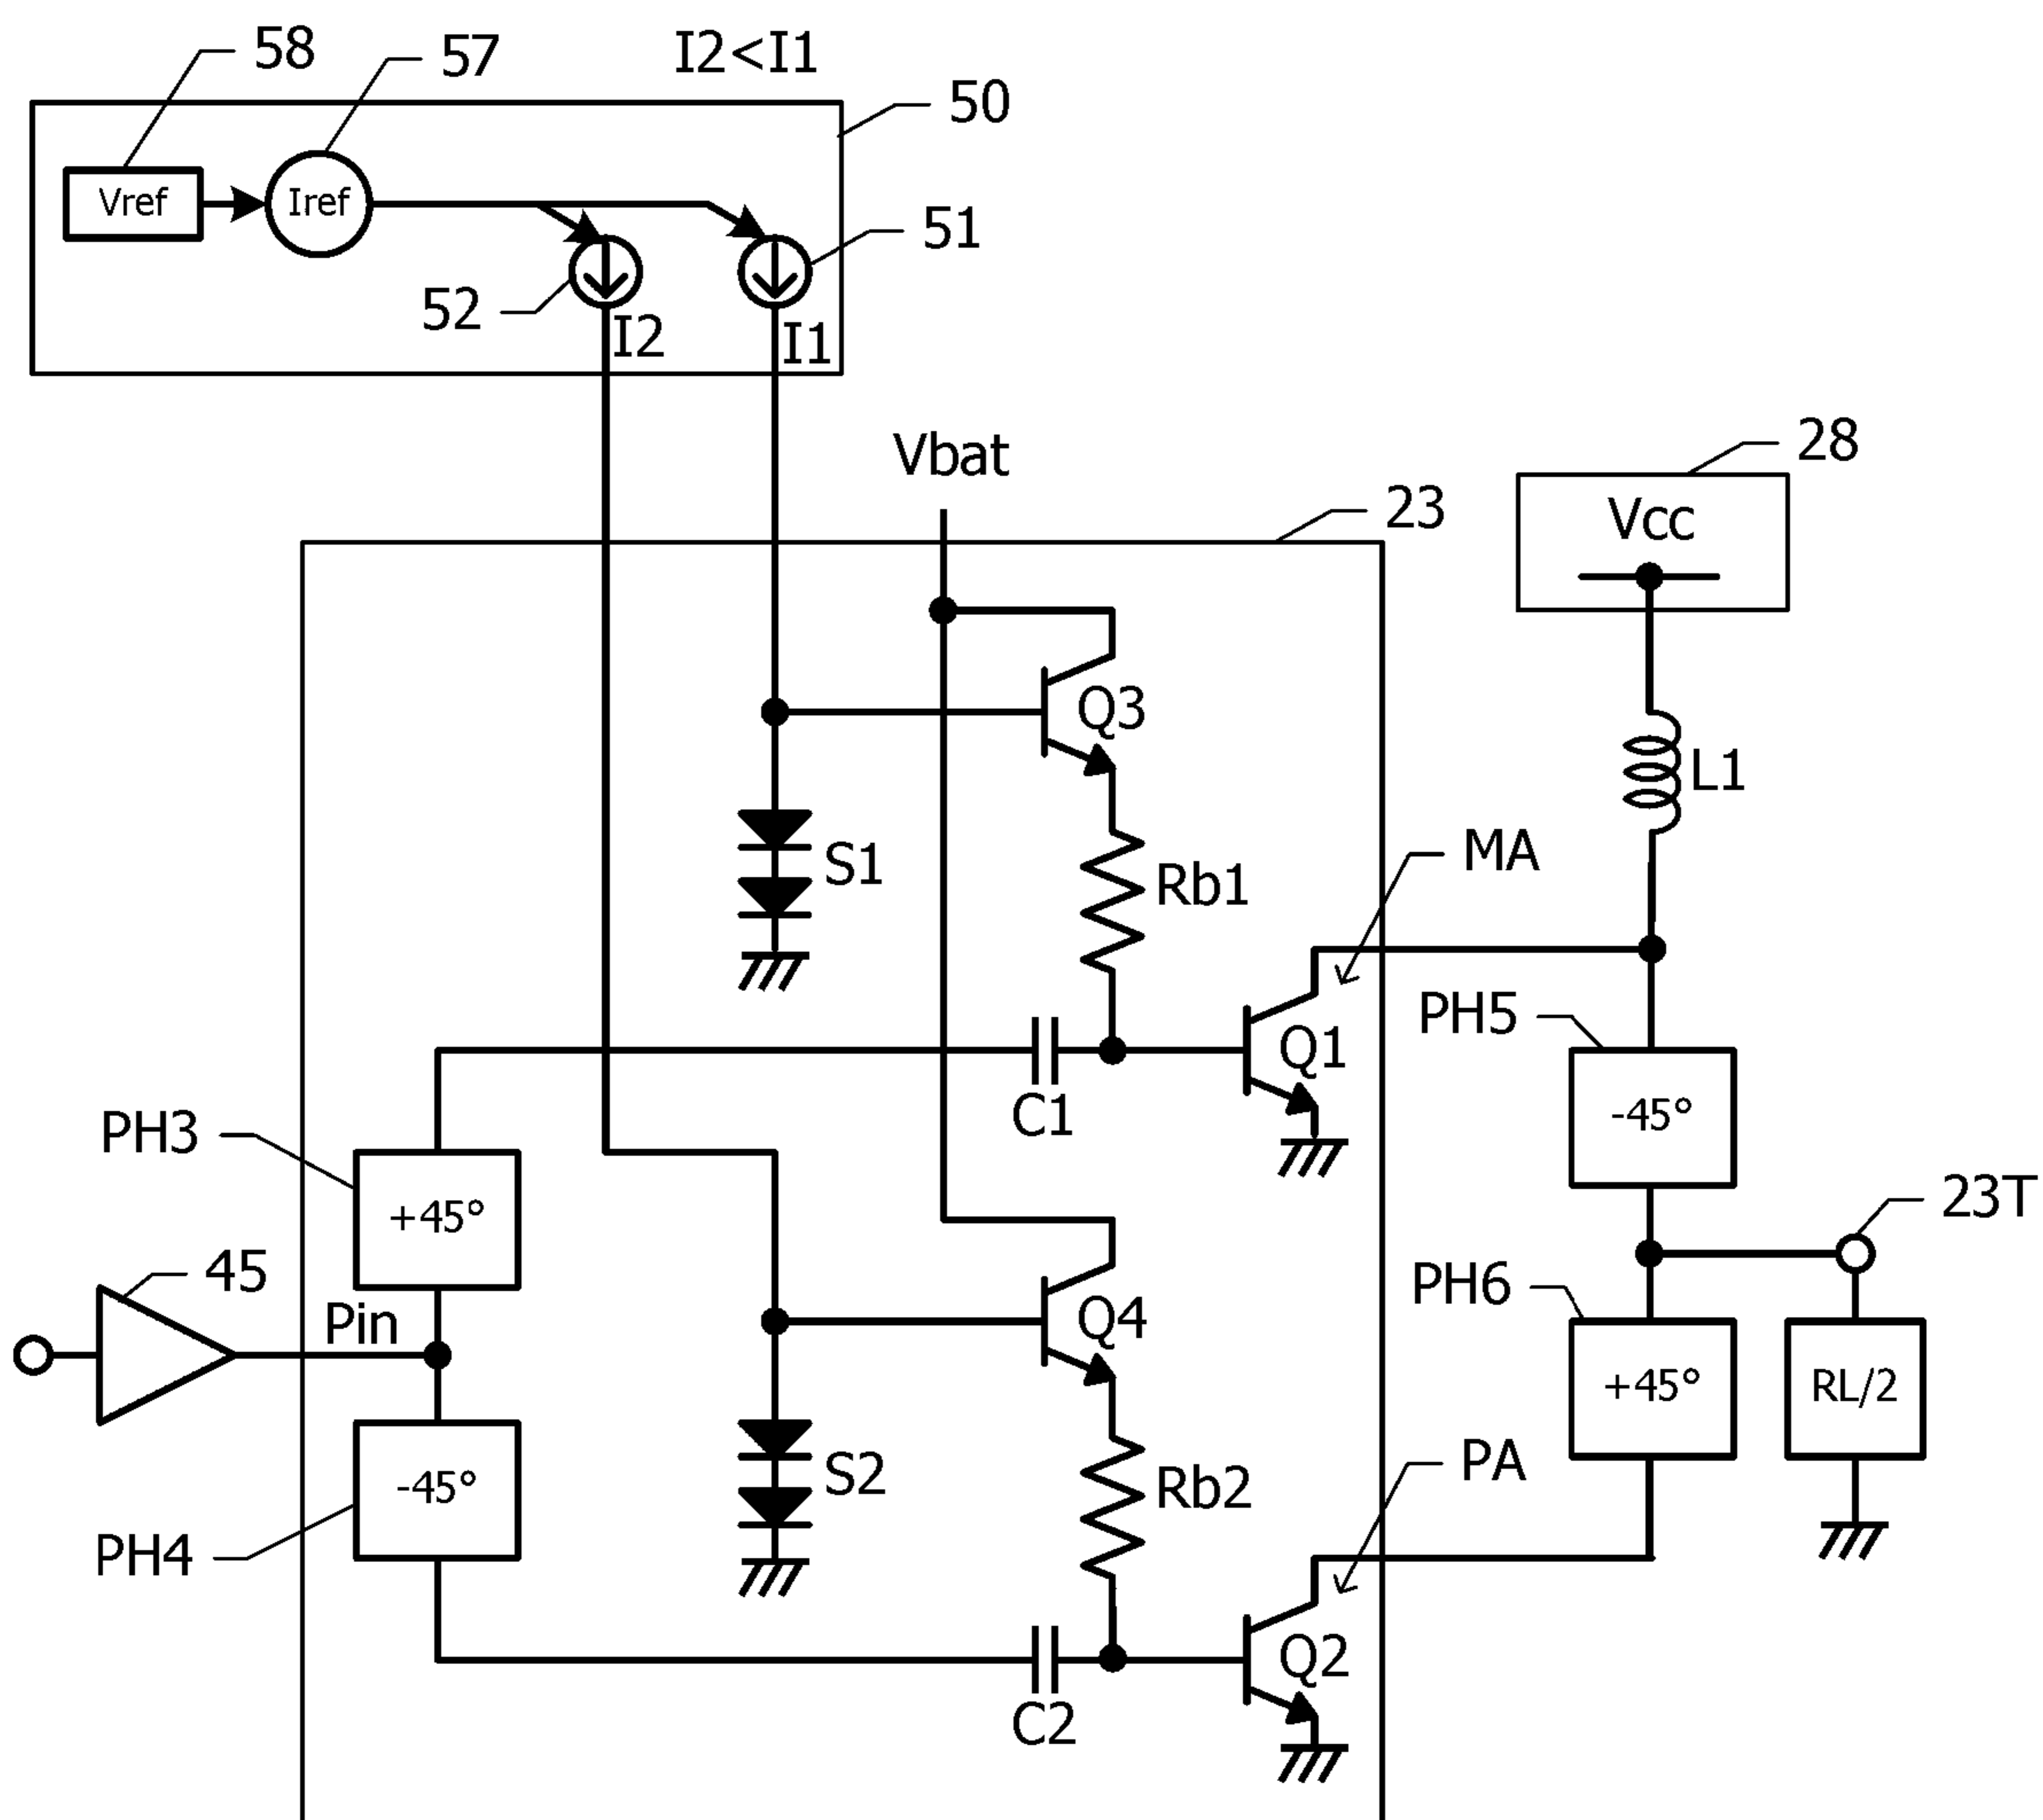 58
57
I2<I1
50
Vref
Iref
51
52
I2
I1
Vbat
28
Vcc
23
Q3
L1
S1
Rb1
MA
PH5
Q1
-45°
C1
PH3
+45°
23T
45
Pin
Q4
PH6
+45°
RL/2
-45°
S2
Rb2
PA
PH4
Q2
C2